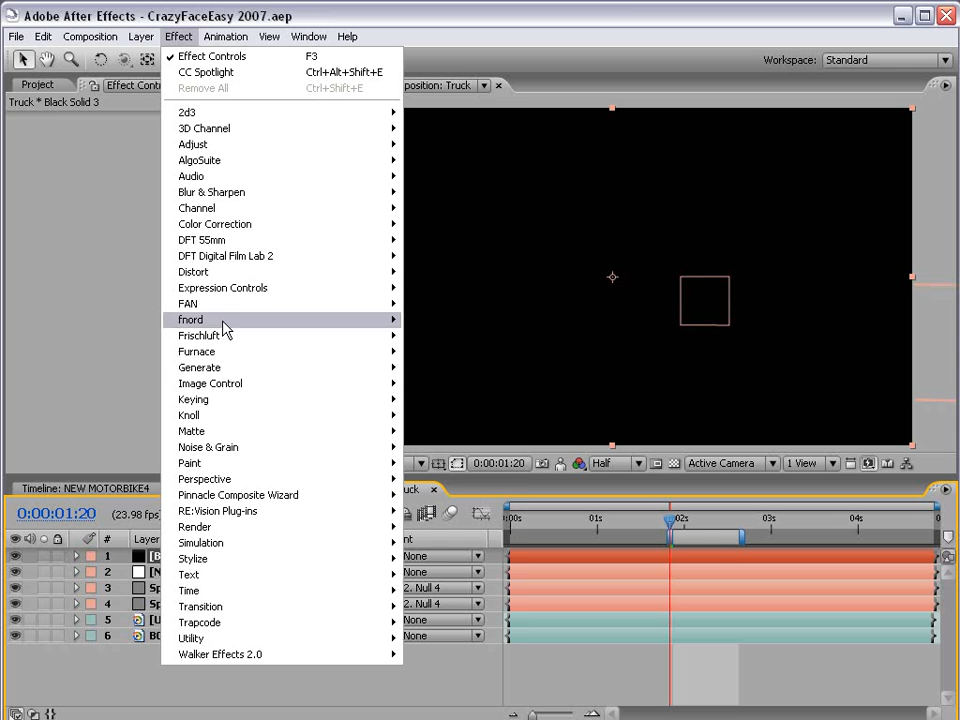 Adobe After Effects - CrazyFaceEasy 2007.aep
File Edit Composition Layer Effect Animation View Window Help
Workspace: Standard
Project Effect Contr position: Truck
Truck * Black Solid 3
Effect Controls F3
CC Spotlight Ctrl+Alt+Shift+E
Remove All Ctrl+Shift+E
2d3
3D Channel
Adjust
AlgoSuite
Audio
Blur & Sharpen
Channel
Color Correction
DFT 55mm
DFT Digital Film Lab 2
Distort
Expression Controls
FAN
fnord
Frischluft
Furnace
Generate
Image Control
Keying
Knoll
Matte
Noise & Grain
Paint
Perspective
Pinnacle Composite Wizard
RE:Vision Plug-ins
Render
Simulation
Stylize
Text
Time
Transition
Trapcode
Utility
Walker Effects 2.0
0:00:01:20 Half Active Camera 1 View
Timeline: NEW MOTORBIKE4 uck
0:00:01:20 (23.98 fps)
:00s 01s 02s 03s 04s 0
# Layer nt
1 [B None
2 [N None
3 Sp 2. Null 4
4 Sp 2. Null 4
5 [U None
6 BO None